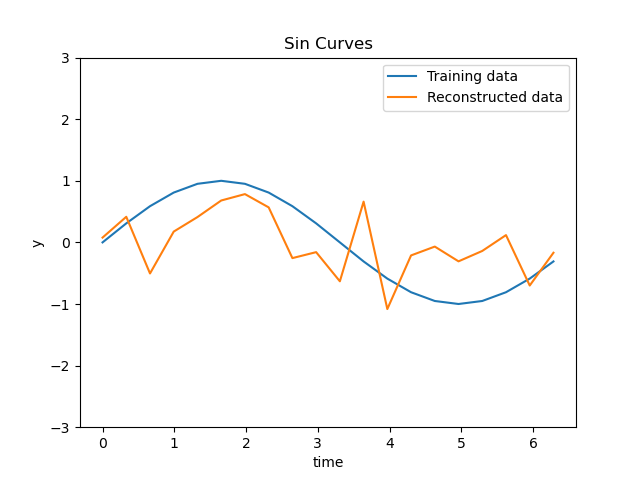 Sin Curves
Training data
Reconstructed data
3
2
1
0
−1
−2
−3
y
0 1 2 3 4 5 6
time